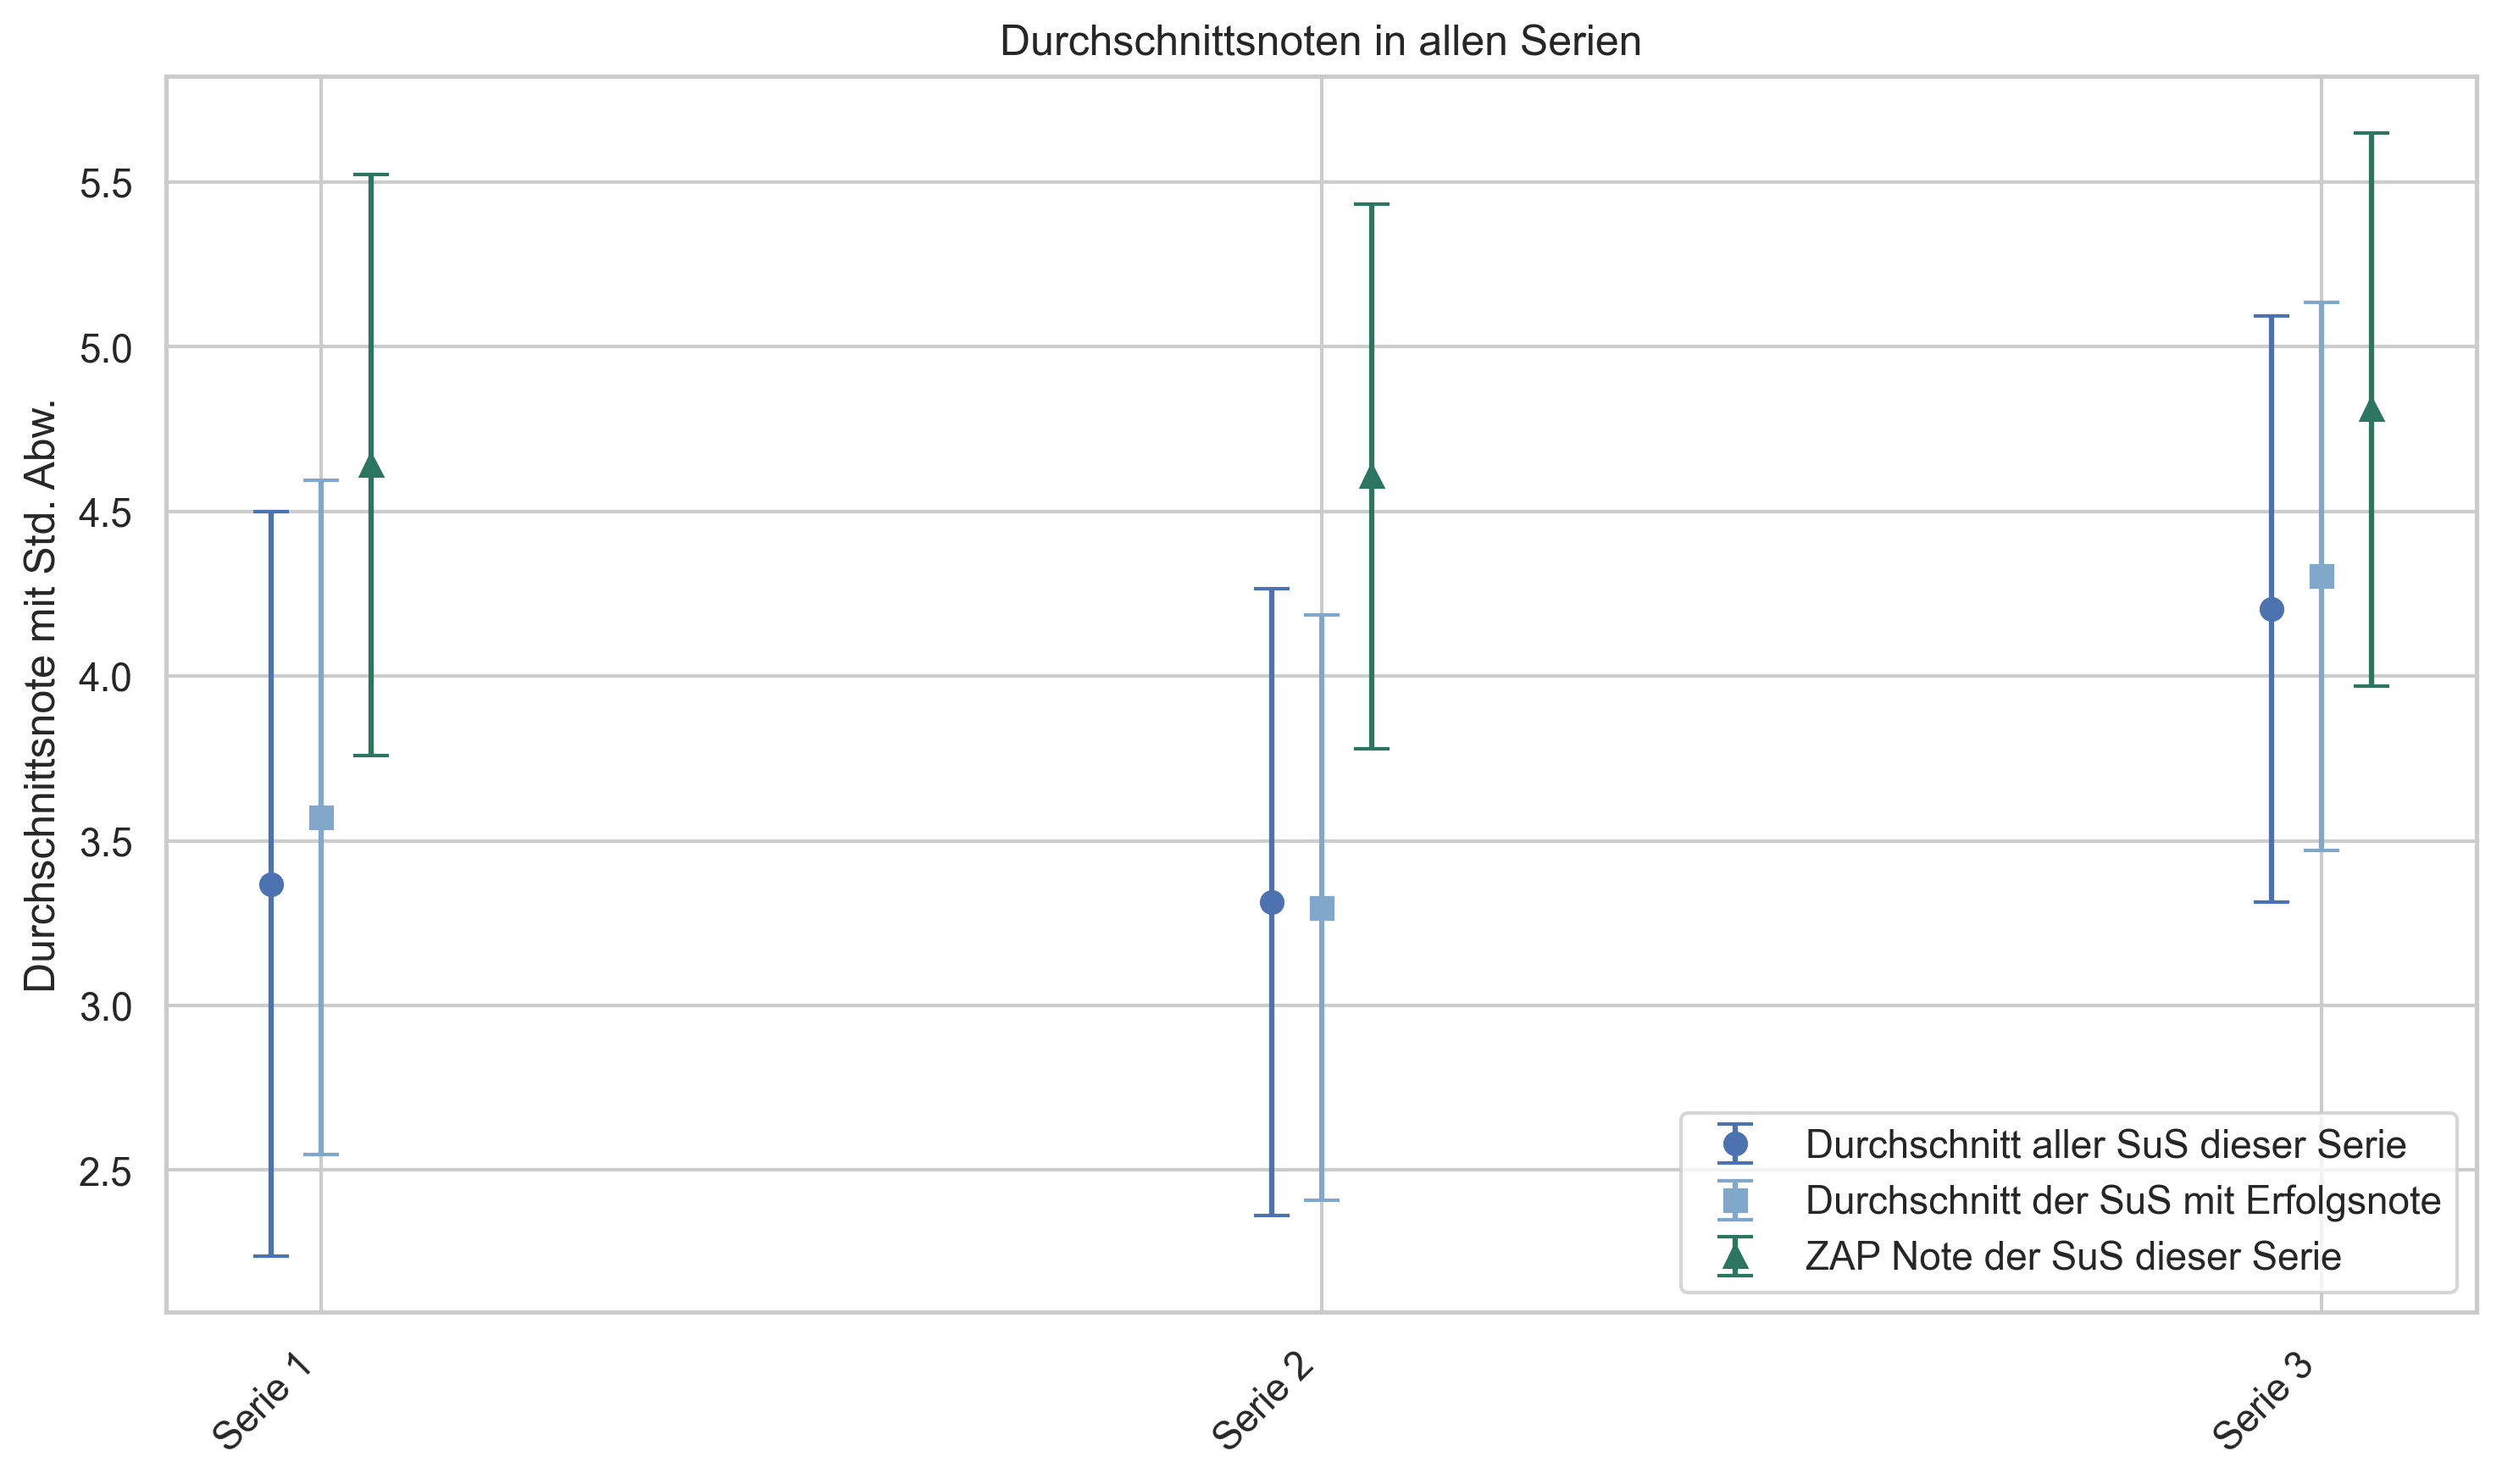 Durchschnittsnoten in allen Serien
Durchschnittsnote mit Std. Abw.
5.5
5.0
4.5
4.0
3.5
3.0
2.5
Durchschnitt aller SuS dieser Serie
Durchschnitt der SuS mit Erfolgsnote
ZAP Note der SuS dieser Serie
Serie 1
Serie 2
Serie 3